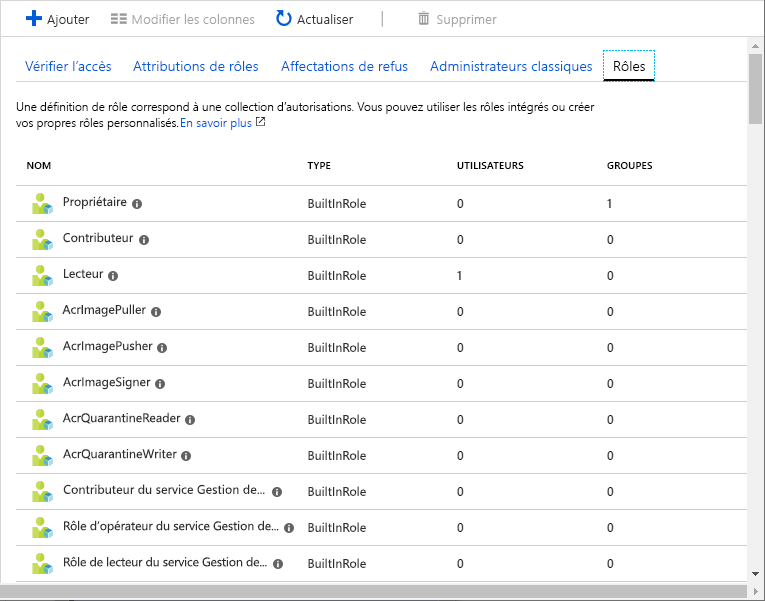 Ajouter Modifier les colonnes Actualiser Supprimer
Vérifier l’accès Attributions de rôles Affectations de refus Administrateurs classiques Rôles
Une définition de rôle correspond à une collection d’autorisations. Vous pouvez utiliser les rôles intégrés ou créer
vos propres rôles personnalisés. En savoir plus
NOM TYPE UTILISATEURS GROUPES
Propriétaire BuiltInRole 0 1
Contributeur BuiltInRole 0 0
Lecteur BuiltInRole 1 0
AcrImagePuller BuiltInRole 0 0
AcrImagePusher BuiltInRole 0 0
AcrImageSigner BuiltInRole 0 0
AcrQuarantineReader BuiltInRole 0 0
AcrQuarantineWriter BuiltInRole 0 0
Contributeur du service Gestion de... BuiltInRole 0 0
Rôle d’opérateur du service Gestion de... BuiltInRole 0 0
Rôle de lecteur du service Gestion de... BuiltInRole 0 0